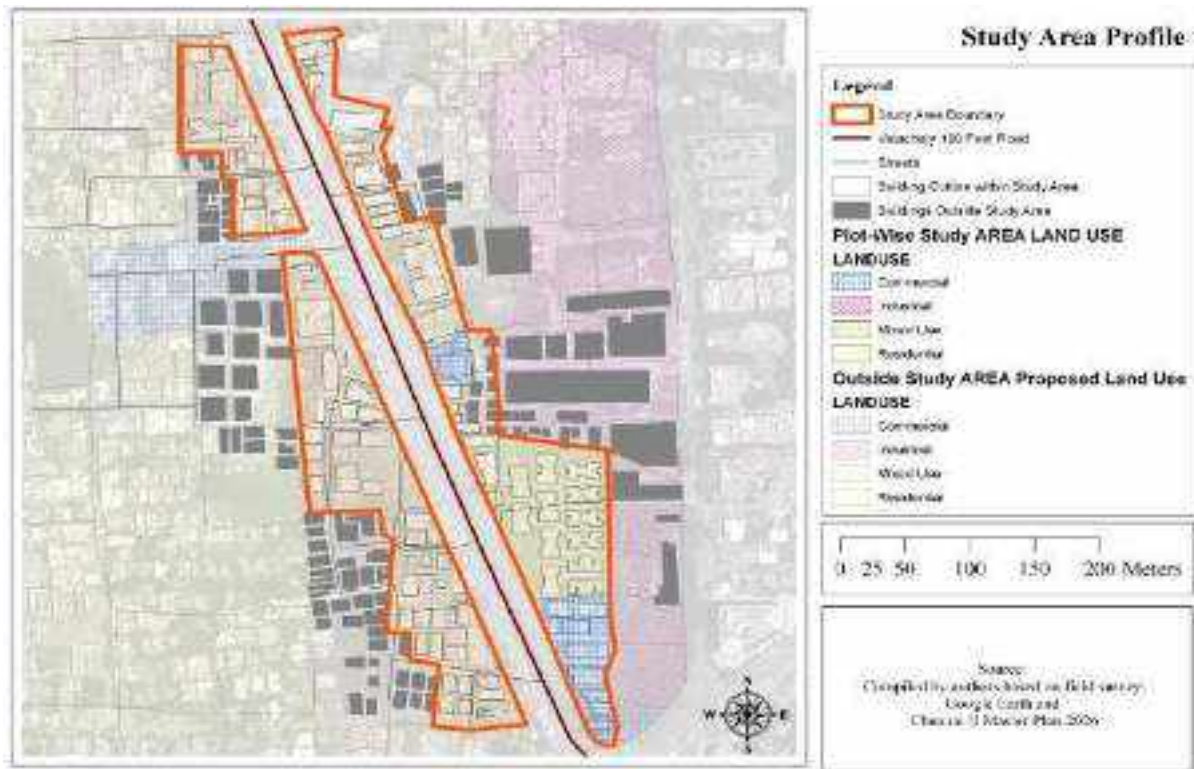 Study Area Profile
Legend
Study Area Boundary
100 Feet Road
Streets
Building Outline within Study Area
Buildings Outside Study Area
Plot-Wise Study AREA LAND USE
LANDUSE
Commercial
Industrial
Mixed Use
Residential
Outside Study AREA Proposed Land Use
LANDUSE
Commercial
Industrial
Mixed Use
Residential
0 25 50 100 150 200 Meters
Source:
Compiled by authors based on field survey,
Google Earth and
Master Plan 2026
N
W E
S